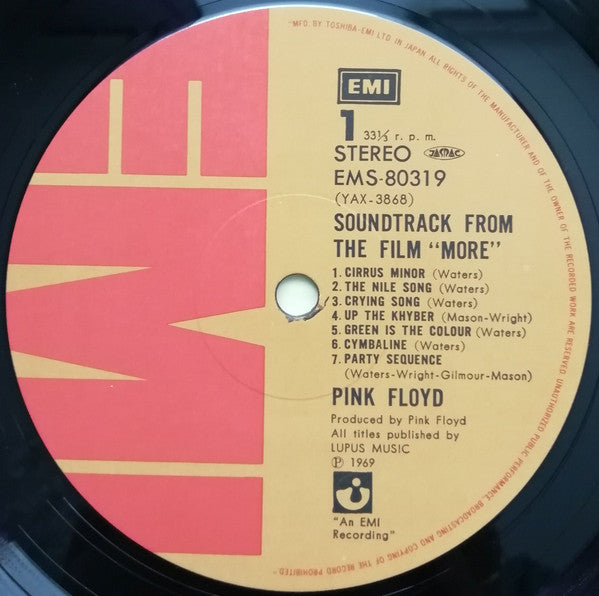 "MFD. BY TOSHIBA-EMI LTD IN JAPAN ALL RIGHTS OF THE MANUFACTURER AND OF THE OWNER OF THE RECORDED WORK ARE RESERVED UNAUTHORIZED PUBLIC PERFORMANCE, BROADCASTING AND COPYING OF THE RECORD PROHIBITED"
EMI
EMI
1 33⅓ r. p. m.
STEREO JASRAC
EMS-80319
(YAX-3868)
SOUNDTRACK FROM
THE FILM "MORE"
1. CIRRUS MINOR (Waters)
2. THE NILE SONG (Waters)
3. CRYING SONG (Waters)
4. UP THE KHYBER (Mason-Wright)
5. GREEN IS THE COLOUR (Waters)
6. CYMBALINE (Waters)
7. PARTY SEQUENCE
(Waters-Wright-Gilmour-Mason)
PINK FLOYD
Produced by Pink Floyd
All titles published by
LUPUS MUSIC
℗ 1969
"An EMI
Recording"